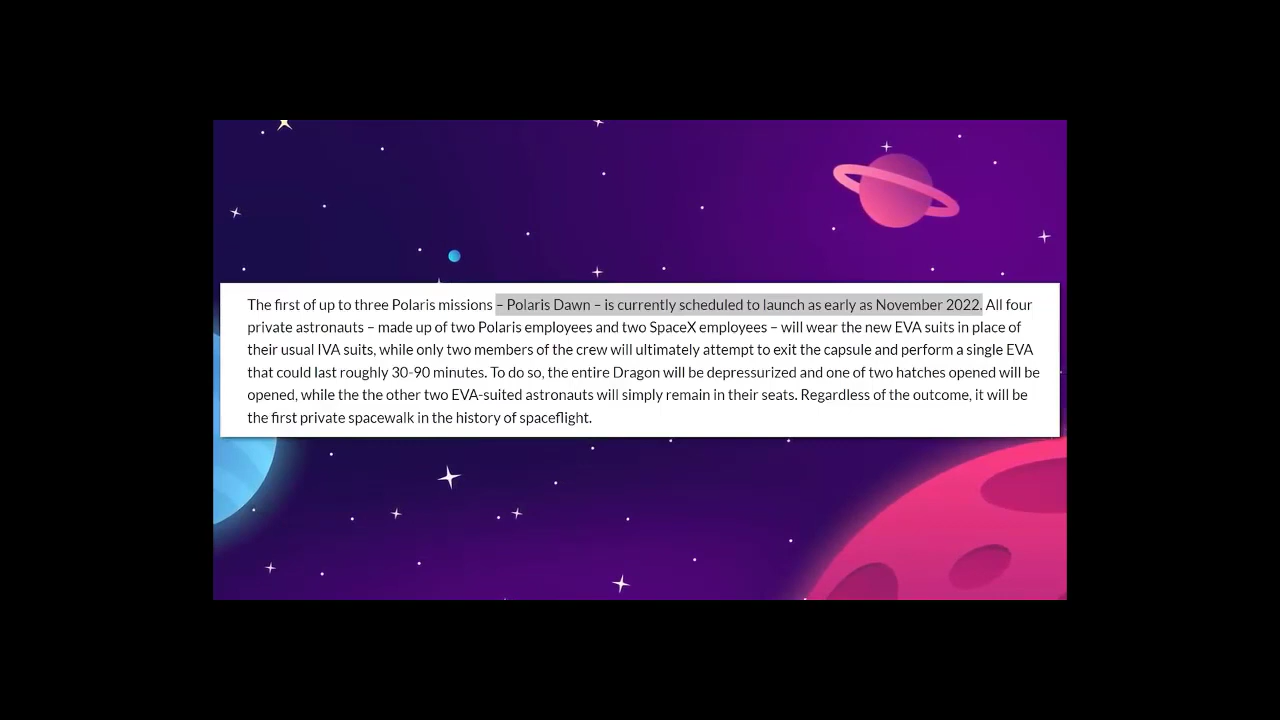 The first of up to three Polaris missions – Polaris Dawn – is currently scheduled to launch as early as November 2022. All four
private astronauts – made up of two Polaris employees and two SpaceX employees – will wear the new EVA suits in place of
their usual IVA suits, while only two members of the crew will ultimately attempt to exit the capsule and perform a single EVA
that could last roughly 30-90 minutes. To do so, the entire Dragon will be depressurized and one of two hatches opened will be
opened, while the the other two EVA-suited astronauts will simply remain in their seats. Regardless of the outcome, it will be
the first private spacewalk in the history of spaceflight.